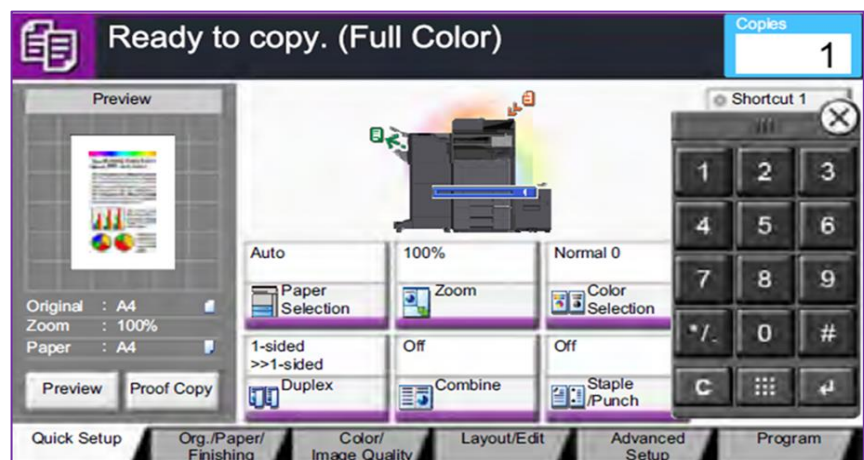 Ready to copy. (Full Color)
Copies
1
Preview
Original : A4
Zoom : 100%
Paper : A4
Preview
Proof Copy
Shortcut 1
Auto
Paper
Selection
100%
Zoom
Normal 0
Color
Selection
1-sided
>>1-sided
Duplex
Off
Combine
Off
Staple
/Punch
1 2 3
4 5 6
7 8 9
*/. 0 #
C
Quick Setup
Org./Paper/
Finishing
Color/
Image Quality
Layout/Edit
Advanced
Setup
Program